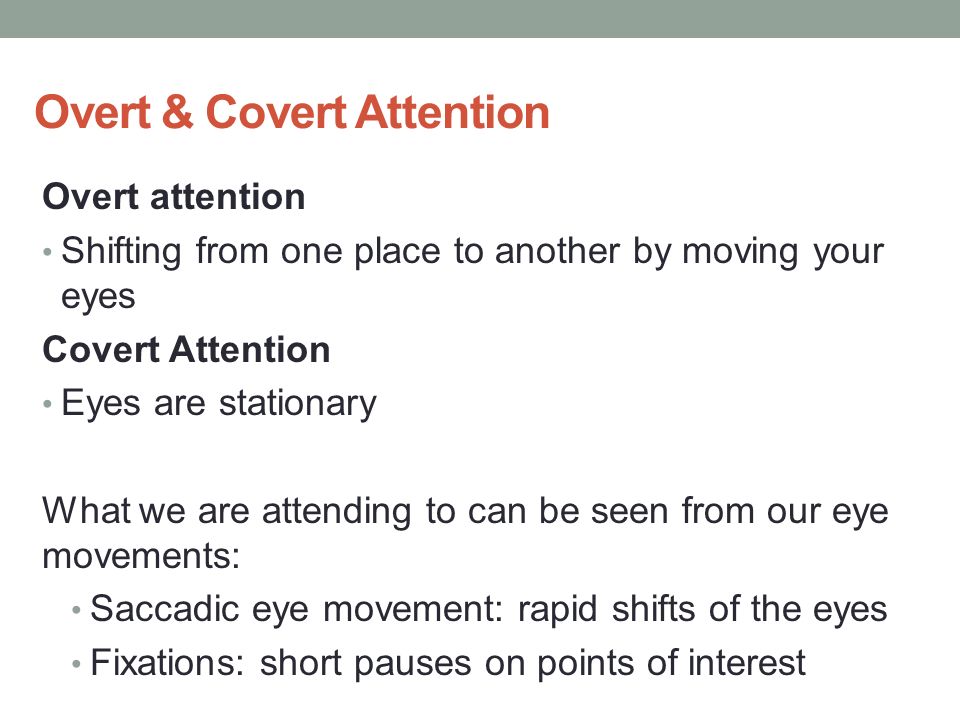 Overt & Covert Attention
Overt attention
• Shifting from one place to another by moving your
eyes
Covert Attention
• Eyes are stationary
What we are attending to can be seen from our eye
movements:
• Saccadic eye movement: rapid shifts of the eyes
• Fixations: short pauses on points of interest